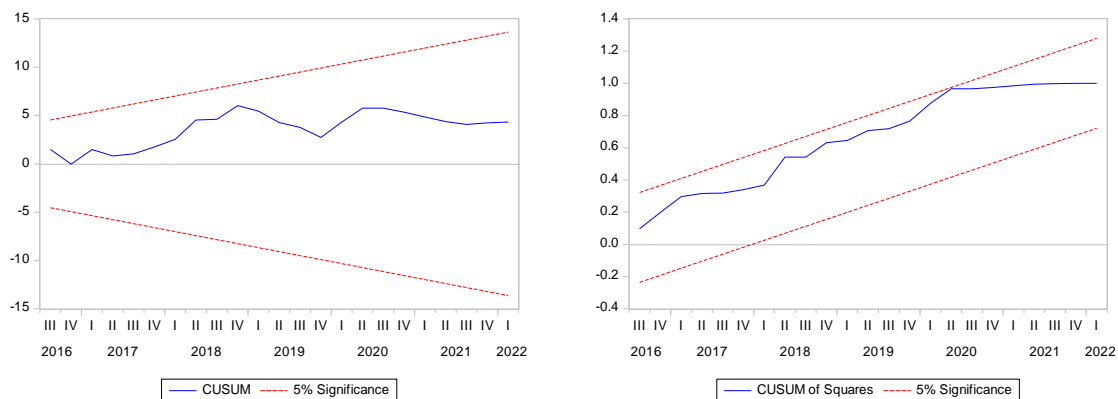 15
10
5
0
-5
-10
-15
III IV I II III IV I II III IV I II III IV I II III IV I II III IV I
2016 2017 2018 2019 2020 2021 2022
CUSUM 5% Significance
1.4
1.2
1.0
0.8
0.6
0.4
0.2
0.0
-0.2
-0.4
III IV I II III IV I II III IV I II III IV I II III IV I II III IV I
2016 2017 2018 2019 2020 2021 2022
CUSUM of Squares 5% Significance